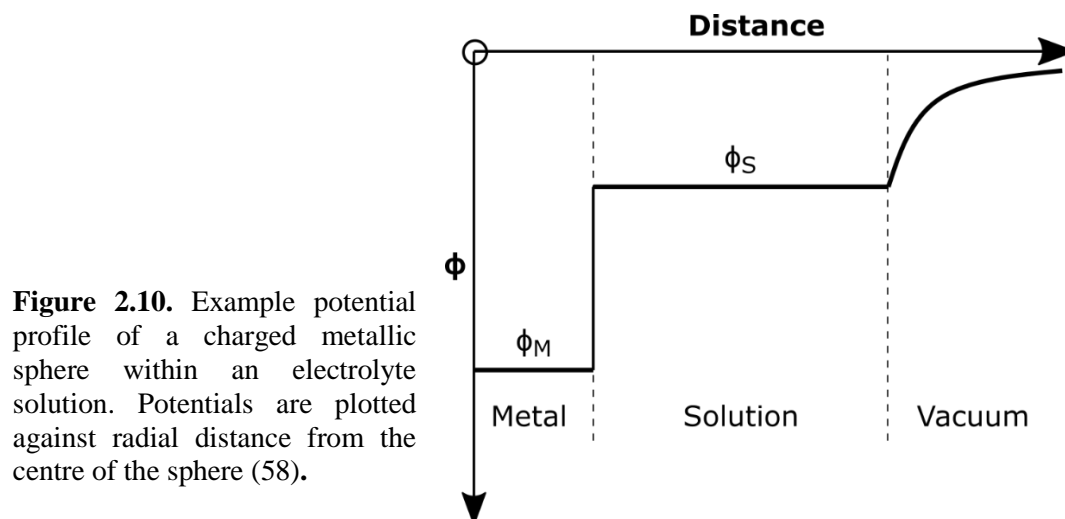 Distance
ϕS
ϕ
ϕM
Metal Solution Vacuum
Figure 2.10. Example potential
profile of a charged metallic
sphere within an electrolyte
solution. Potentials are plotted
against radial distance from the
centre of the sphere (58).